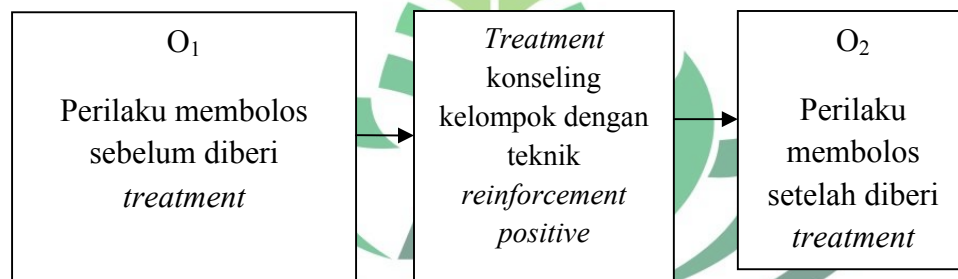 O₁
Perilaku membolos
sebelum diberi
treatment
Treatment
konseling
kelompok dengan
teknik
reinforcement
positive
O₂
Perilaku
membolos
setelah diberi
treatment